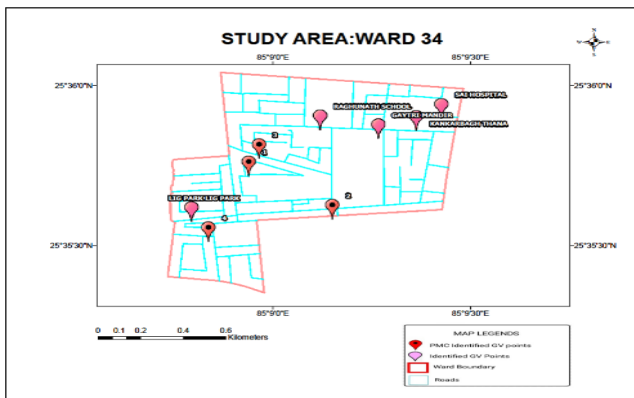 STUDY AREA:WARD 34
N
85°9'0"E 85°9'30"E
25°36'0"N 25°36'0"N
SAI HOSPITAL
RAGHUNATH SCHOOL
GAYTRI MANDIR
KANKARBAGH THANA
3
1
LIG PARK LIG PARK
2
4
25°35'30"N 25°35'30"N
85°9'0"E 85°9'30"E
0 0.1 0.2 0.4 0.6
Kilometers
MAP LEGENDS
PMC Identified GV points
Identified GV Points
Ward Boundary
Roads